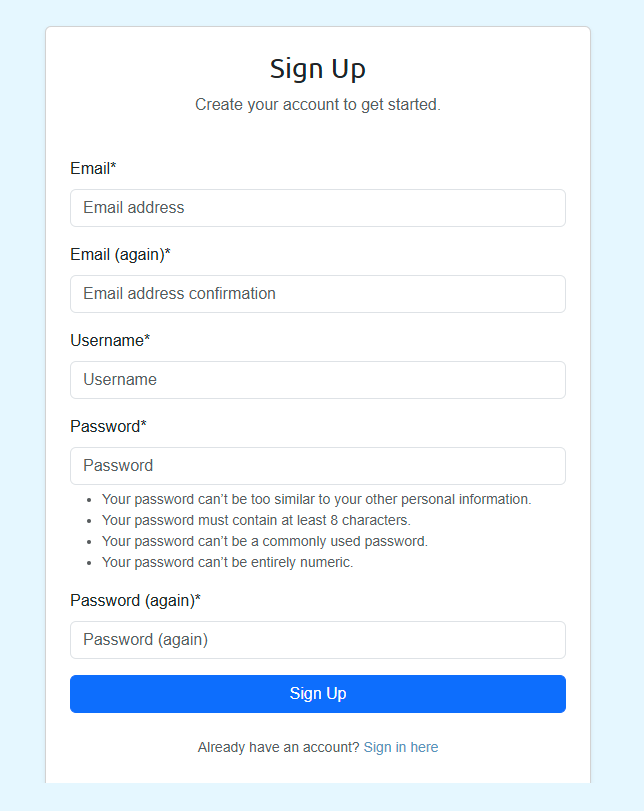 Sign Up
Create your account to get started.
Email*
Email address
Email (again)*
Email address confirmation
Username*
Username
Password*
Password
• Your password can’t be too similar to your other personal information.
• Your password must contain at least 8 characters.
• Your password can’t be a commonly used password.
• Your password can’t be entirely numeric.
Password (again)*
Password (again)
Sign Up
Already have an account? Sign in here